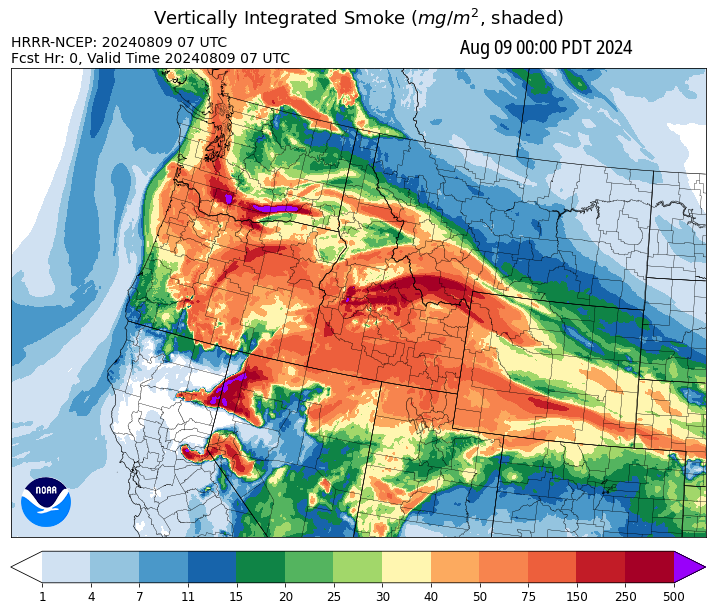 Vertically Integrated Smoke (mg/m², shaded)
HRRR-NCEP: 20240809 07 UTC
Aug 09 00:00 PDT 2024
Fcst Hr: 0, Valid Time 20240809 07 UTC
NOAA
1 4 7 11 15 20 25 30 40 50 75 150 250 500